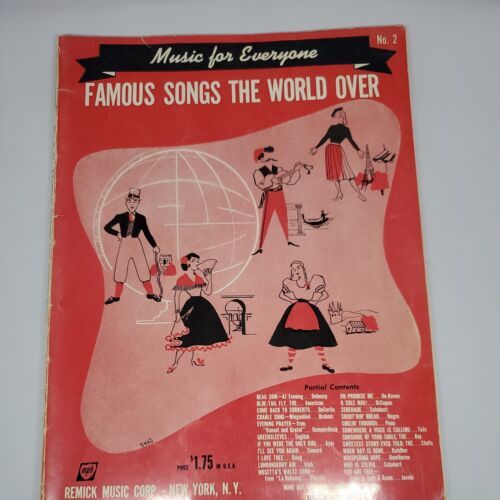 No. 2
Music for Everyone
FAMOUS SONGS THE WORLD OVER
Partial Contents
BEAU SOIR—At Evening . . Debussy
BLUE-TAIL FLY, THE . . . American
COME BACK TO SORRENTO . . DeCurtis
CRADLE SONG—Wiegenlied . . Brahms
EVENING PRAYER—from
"Hansel and Gretel" . . Humperdinck
GREENSLEEVES . . . English
IF YOU WERE THE ONLY GIRL . . Ayer
I'LL SEE YOU AGAIN . . . Coward
I LOVE THEE . . . Grieg
LONDONDERRY AIR . . Irish
MUSETTA'S WALTZ SONG—
from "La Boheme"
OH PROMISE ME . . De Koven
O SOLE MIO! . . DiCapua
SERENADE . . Schubert
SHORT'NIN' BREAD . . Negro
SMILIN' THROUGH . . Penn
SOMEWHERE A VOICE IS CALLING . . Tate
SUNSHINE OF YOUR SMILE, THE . . Ray
SWEETEST STORY EVER TOLD, THE . . Stults
WHEN DAY IS DONE . . Katscher
WHISPERING HOPE . . Hawthorne
WHO IS SYLVIA . . Schubert
YOU ARE FREE—
Jacobi
PRICE $1.75 IN U.S.A.
mph
REMICK MUSIC CORP · NEW YORK, N. Y.